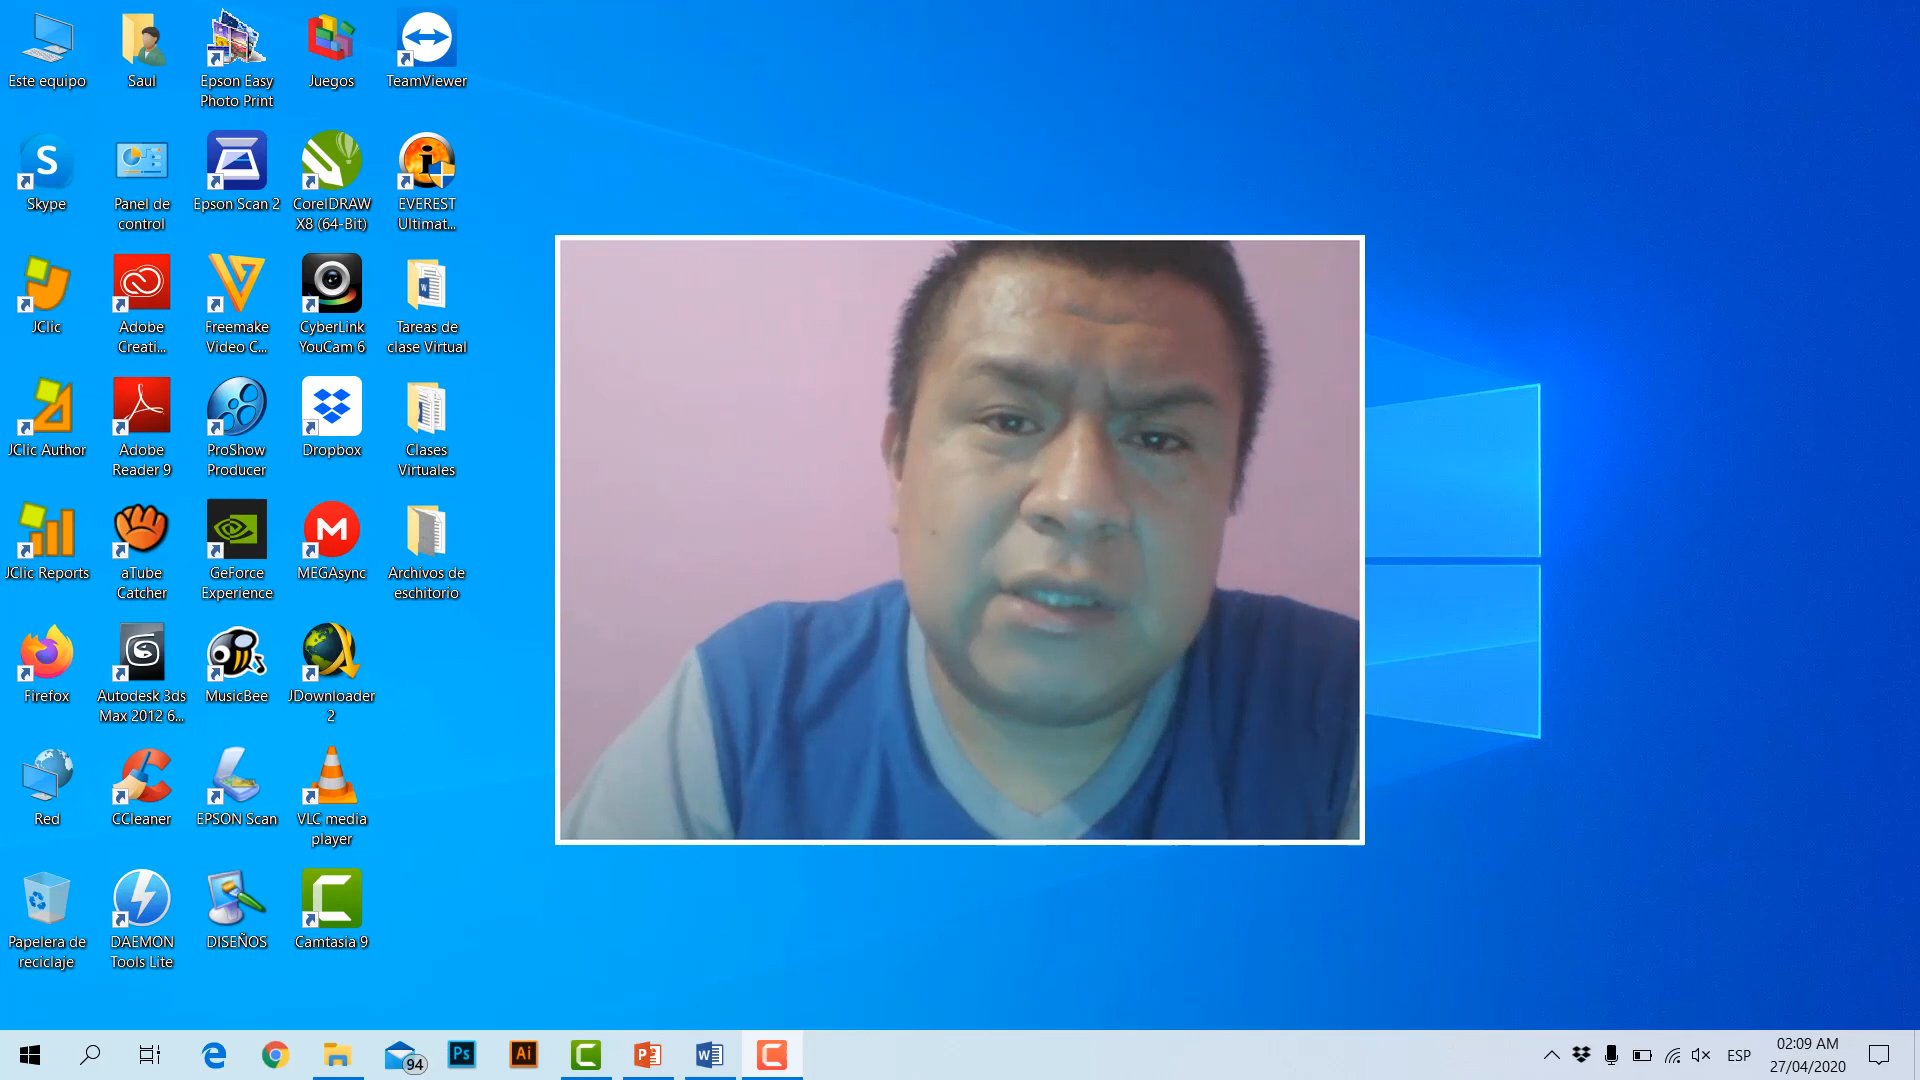 Este equipo
Saul
Epson Easy
Photo Print
Juegos
TeamViewer
S
Skype
Panel de
control
Epson Scan 2
CorelDRAW
X8 (64-Bit)
i
EVEREST
Ultimat...
JClic
Adobe
Creati...
Freemake
Video C...
CyberLink
YouCam 6
W
Tareas de
clase Virtual
JClic Author
Adobe
Reader 9
ProShow
Producer
Dropbox
Clases
Virtuales
JClic Reports
aTube
Catcher
GeForce
Experience
M
MEGAsync
Archivos de
eschitorio
Firefox
Autodesk 3ds
Max 2012 6...
MusicBee
JDownloader
2
Red
CCleaner
EPSON Scan
VLC media
player
Papelera de
reciclaje
DAEMON
Tools Lite
DISEÑOS
C
Camtasia 9
94
Ps
Ai
C
P
W
C
ESP
02:09 AM
27/04/2020